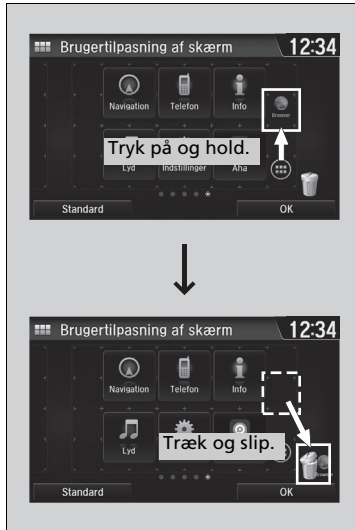 Brugertilpasning af skærm 12:34
Navigation Telefon Info Browser
Tryk på og hold.
Lyd Indstillinger Aha
Standard OK
Brugertilpasning af skærm 12:34
Navigation Telefon Info
Træk og slip.
Lyd
Browser
Standard OK